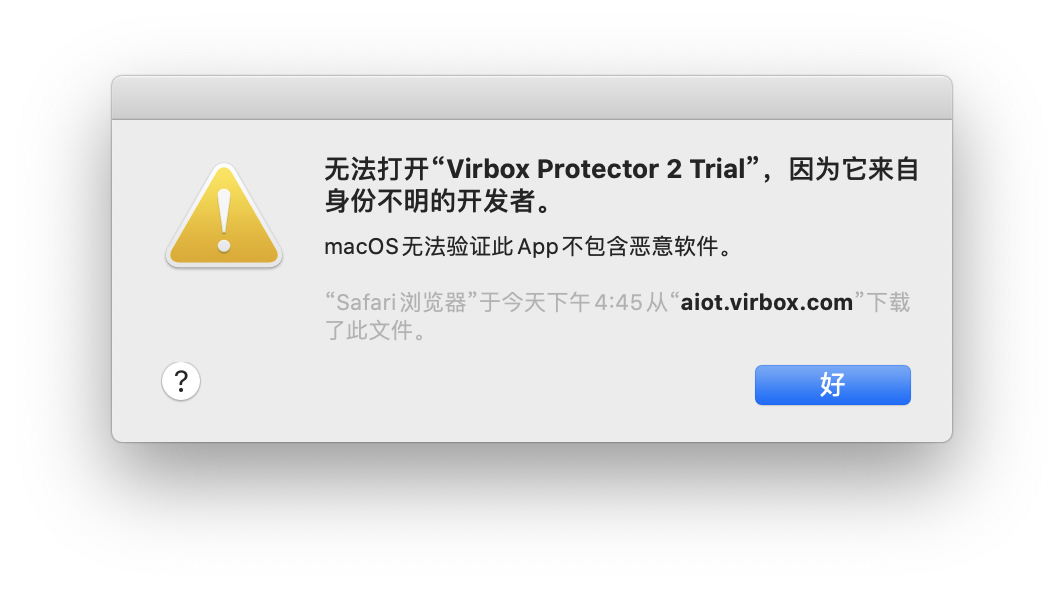 无法打开“Virbox Protector 2 Trial”，因为它来自
身份不明的开发者。
macOS无法验证此App不包含恶意软件。
“Safari浏览器”于今天下午4:45从“aiot.virbox.com”下载
了此文件。
?
好